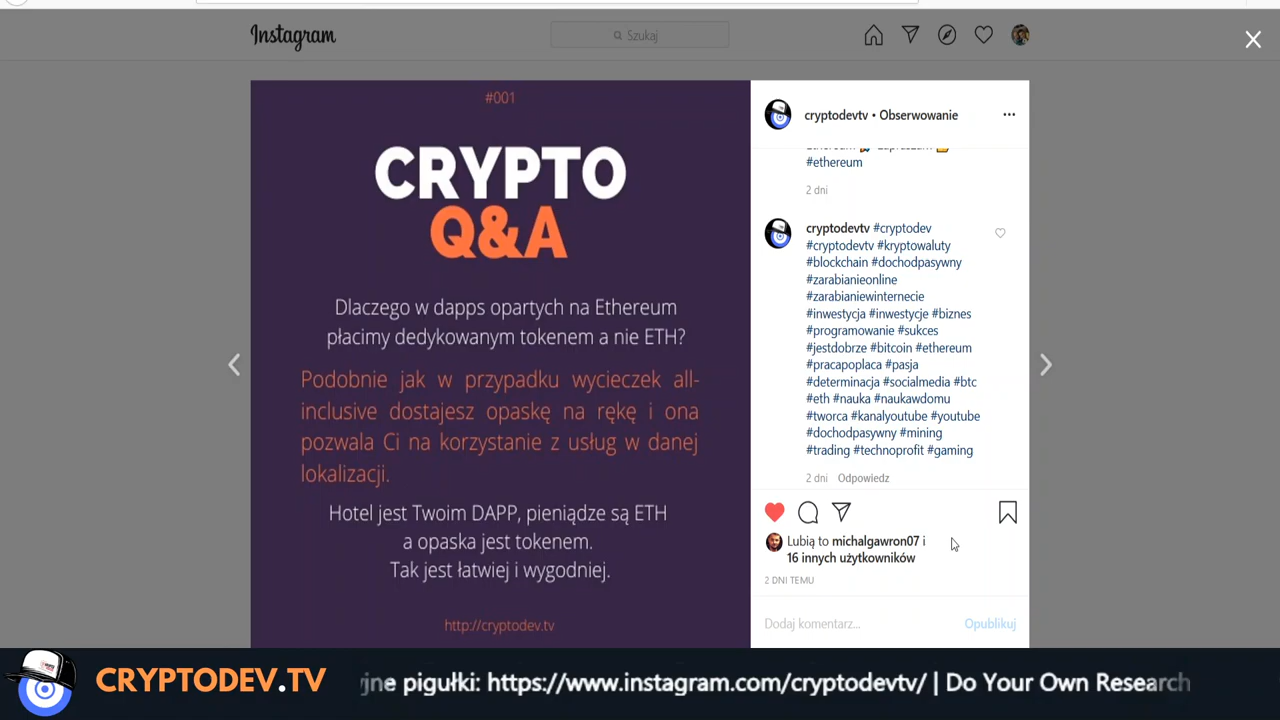 Instagram
Szukaj
#001
CRYPTO
Q&A
Dlaczego w dapps opartych na Ethereum
płacimy dedykowanym tokenem a nie ETH?
Podobnie jak w przypadku wycieczek all-
inclusive dostajesz opaskę na rękę i ona
pozwala Ci na korzystanie z usług w danej
lokalizacji.
Hotel jest Twoim DAPP, pieniądze są ETH
a opaska jest tokenem.
Tak jest łatwiej i wygodniej.
http://cryptodev.tv
cryptodevtv • Obserwowanie
#ethereum
2 dni
cryptodevtv #cryptodev
#cryptodevtv #kryptowaluty
#blockchain #dochodpasywny
#zarabianieonline
#zarabianiewinternecie
#inwestycja #inwestycje #biznes
#programowanie #sukces
#jestdobrze #bitcoin #ethereum
#pracapoplaca #pasja
#determinacja #socialmedia #btc
#eth #nauka #naukawdomu
#tworca #kanalyoutube #youtube
#dochodpasywny #mining
#trading #technoprofit #gaming
2 dni Odpowiedz
Lubią to michalgawron07 i
16 innych użytkowników
2 DNI TEMU
Dodaj komentarz... Opublikuj
CRYPTODEV.TV
yjne pigułki: https://www.instagram.com/cryptodevtv/ | Do Your Own Research